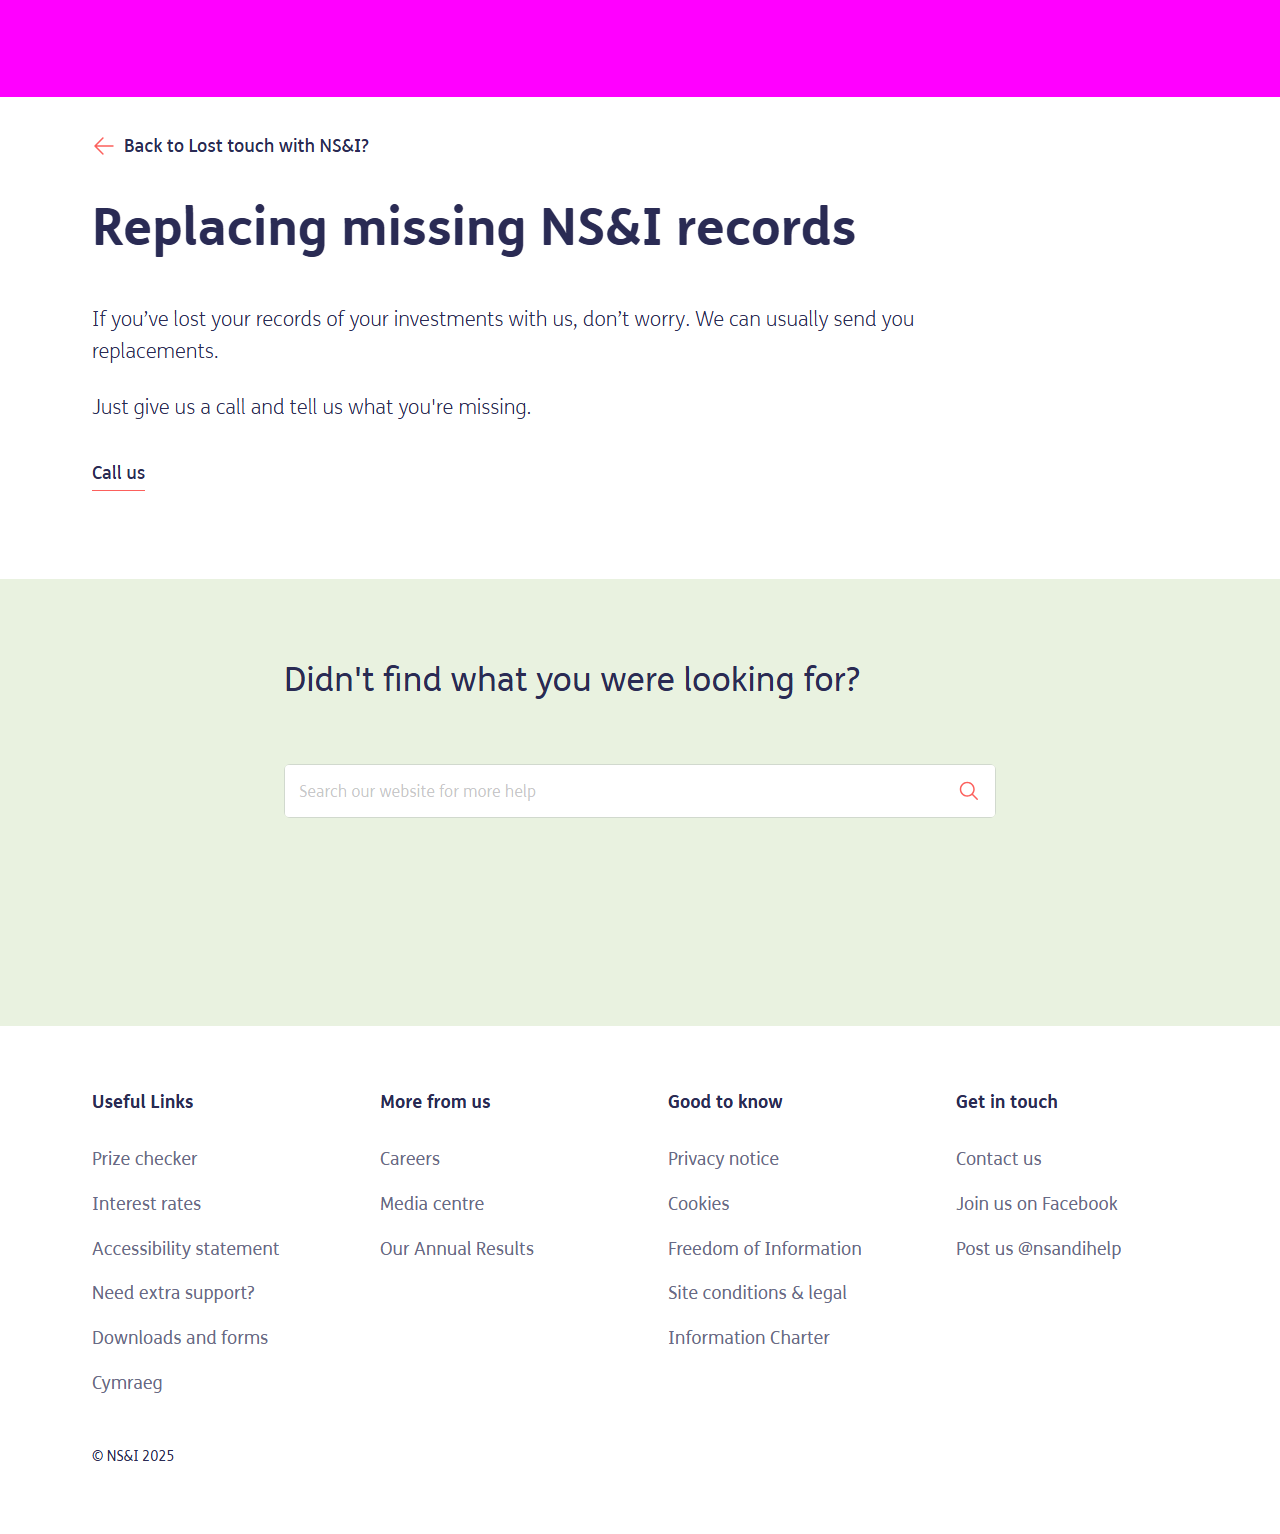 Back to Lost touch with NS&I?
Replacing missing NS&I records
If you’ve lost your records of your investments with us, don’t worry. We can usually send you
replacements.
Just give us a call and tell us what you're missing.
Call us
Didn't find what you were looking for?
Search our website for more help
Useful Links
Prize checker
Interest rates
Accessibility statement
Need extra support?
Downloads and forms
Cymraeg
More from us
Careers
Media centre
Our Annual Results
Good to know
Privacy notice
Cookies
Freedom of Information
Site conditions & legal
Information Charter
Get in touch
Contact us
Join us on Facebook
Post us @nsandihelp
© NS&I 2025